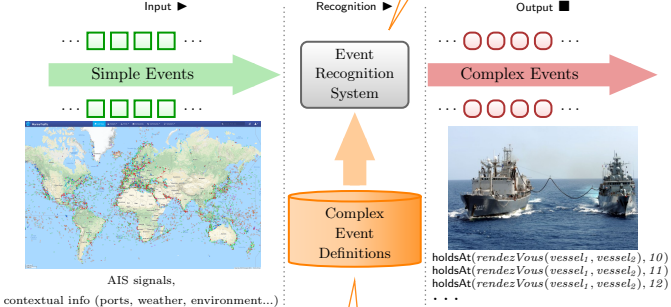 Input ▶
Recognition ▶
Output ■
... ...
... ...
Simple Events
Event
Recognition
System
Complex Events
... ...
... ...
Complex
Event
Definitions
AIS signals,
contextual info (ports, weather, environment...)
holdsAt(rendezVous(vessel₁, vessel₂), 10)
holdsAt(rendezVous(vessel₁, vessel₂), 11)
holdsAt(rendezVous(vessel₁, vessel₂), 12)
...